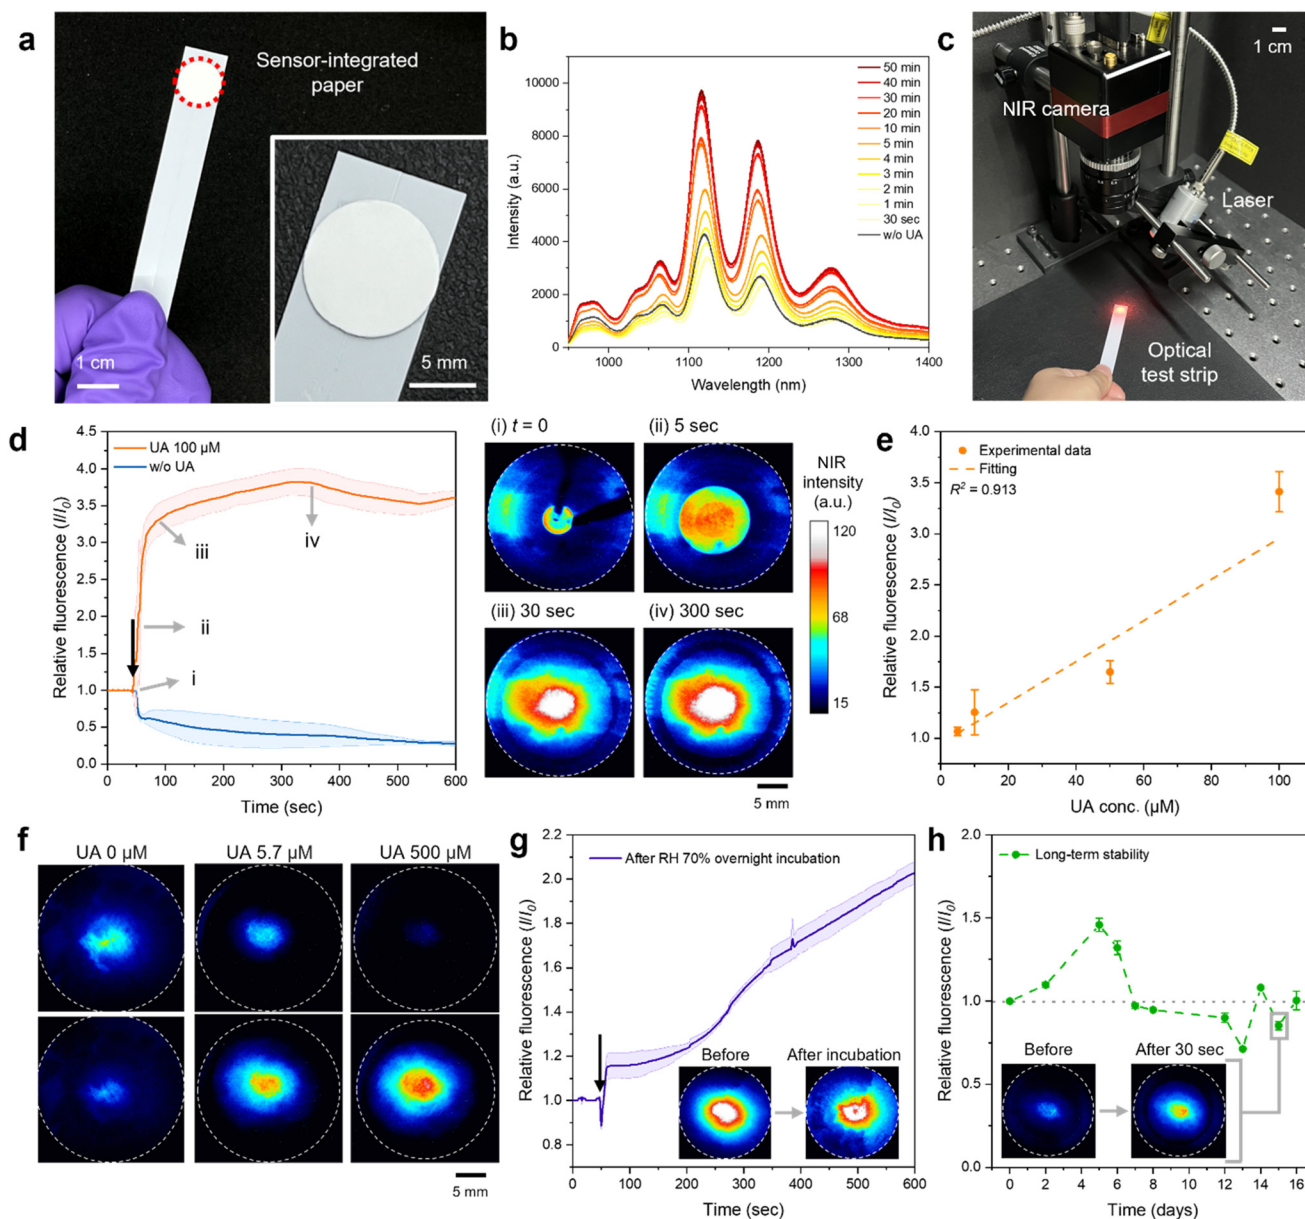 a
Sensor-integrated
paper
1 cm
5 mm
b
Intensity (a.u.)
10000
8000
6000
4000
2000
0
1000
1100
1200
1300
1400
Wavelength (nm)
50 min
40 min
30 min
20 min
10 min
5 min
4 min
3 min
2 min
1 min
30 sec
w/o UA
c
1 cm
NIR camera
Laser
Optical
test strip
d
Relative fluorescence (I/I0)
4.5
4.0
3.5
3.0
2.5
2.0
1.5
1.0
0.5
0.0
UA 100 µM
w/o UA
iii
iv
ii
i
0
100
200
300
400
500
600
Time (sec)
(i) t = 0
(ii) 5 sec
(iii) 30 sec
(iv) 300 sec
NIR
intensity
(a.u.)
120
68
15
5 mm
e
Relative fluorescence (I/I0)
4.0
3.5
3.0
2.5
2.0
1.5
1.0
Experimental data
Fitting
R2 = 0.913
0
20
40
60
80
100
UA conc. (µM)
f
UA 0 µM
UA 5.7 µM
UA 500 µM
5 mm
g
Relative fluorescence (I/I0)
2.2
2.0
1.8
1.6
1.4
1.2
1.0
0.8
After RH 70% overnight incubation
Before
After incubation
0
100
200
300
400
500
600
Time (sec)
h
Relative fluorescence (I/I0)
2.0
1.5
1.0
0.5
0.0
Long-term stability
Before
After 30 sec
0
2
4
6
8
10
12
14
16
Time (days)